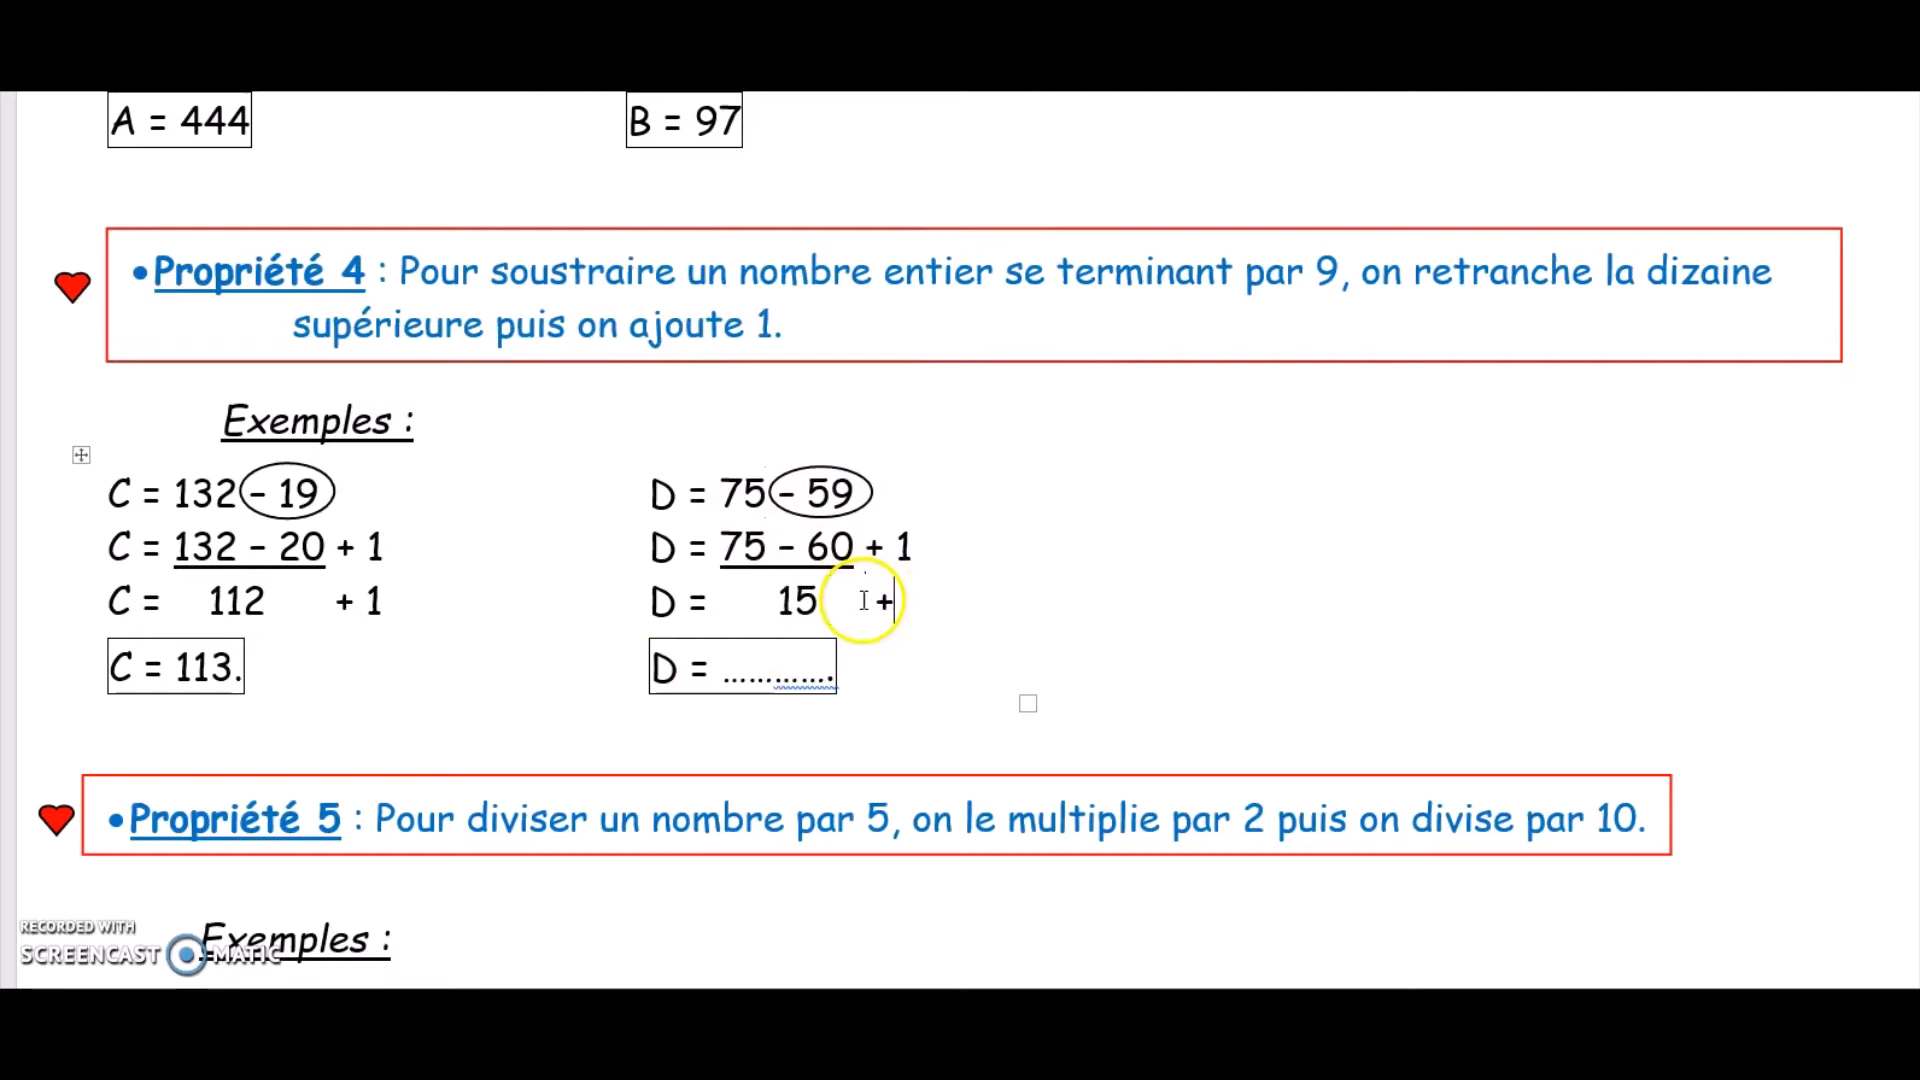 A = 444
B = 97
•Propriété 4 : Pour soustraire un nombre entier se terminant par 9, on retranche la dizaine
supérieure puis on ajoute 1.
Exemples :
C = 132 – 19
C = 132 – 20 + 1
C = 112 + 1
C = 113.
D = 75 – 59
D = 75 – 60 + 1
D = 15 +
D = .............
•Propriété 5 : Pour diviser un nombre par 5, on le multiplie par 2 puis on divise par 10.
Exemples :
RECORDED WITH
SCREENCAST MATIC